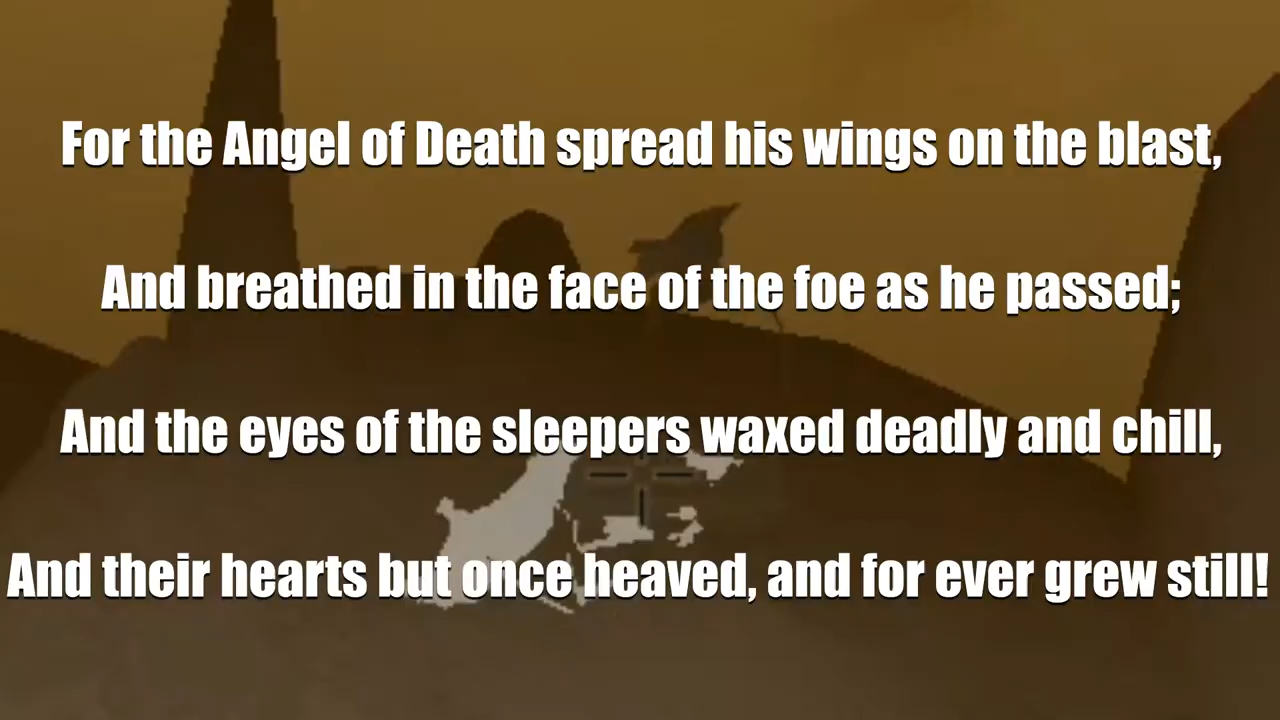 For the Angel of Death spread his wings on the blast,
And breathed in the face of the foe as he passed;
And the eyes of the sleepers waxed deadly and chill,
And their hearts but once heaved, and for ever grew still!